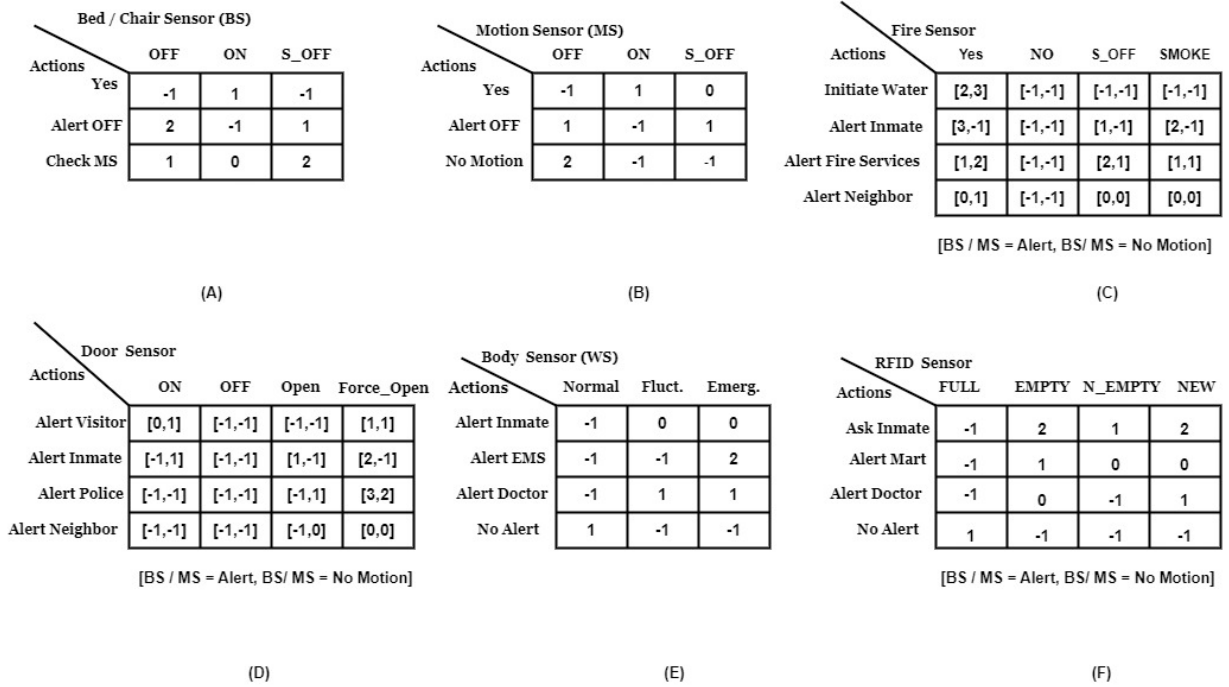 Bed / Chair Sensor (BS)
Actions OFF ON S_OFF
Yes -1 1 -1
Alert OFF 2 -1 1
Check MS 1 0 2
(A)
Motion Sensor (MS)
Actions OFF ON S_OFF
Yes -1 1 0
Alert OFF 1 -1 1
No Motion 2 -1 -1
(B)
Fire Sensor
Actions Yes NO S_OFF SMOKE
Initiate Water [2,3] [-1,-1] [-1,-1] [-1,-1]
Alert Inmate [3,-1] [-1,-1] [1,-1] [2,-1]
Alert Fire Services [1,2] [-1,-1] [2,1] [1,1]
Alert Neighbor [0,1] [-1,-1] [0,0] [0,0]
[BS / MS = Alert, BS/ MS = No Motion]
(C)
Door Sensor
Actions ON OFF Open Force_Open
Alert Visitor [0,1] [-1,-1] [-1,-1] [1,1]
Alert Inmate [-1,1] [-1,-1] [1,-1] [2,-1]
Alert Police [-1,-1] [-1,-1] [-1,1] [3,2]
Alert Neighbor [-1,-1] [-1,-1] [-1,0] [0,0]
[BS / MS = Alert, BS/ MS = No Motion]
(D)
Body Sensor (WS)
Actions Normal Fluct. Emerg.
Alert Inmate -1 0 0
Alert EMS -1 -1 2
Alert Doctor -1 1 1
No Alert 1 -1 -1
(E)
RFID Sensor
Actions FULL EMPTY N_EMPTY NEW
Ask Inmate -1 2 1 2
Alert Mart -1 1 0 0
Alert Doctor -1 0 -1 1
No Alert 1 -1 -1 -1
[BS / MS = Alert, BS/ MS = No Motion]
(F)